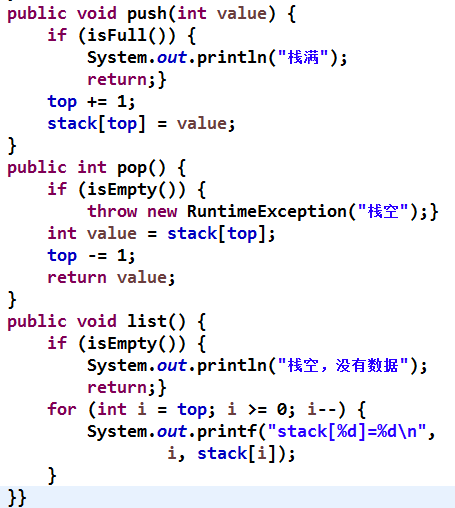 public void push(int value) {
    if (isFull()) {
        System.out.println("栈满");
        return;}
    top += 1;
    stack[top] = value;
}
public int pop() {
    if (isEmpty()) {
        throw new RuntimeException("栈空");}
    int value = stack[top];
    top -= 1;
    return value;
}
public void list() {
    if (isEmpty()) {
        System.out.println("栈空，没有数据");
        return;}
    for (int i = top; i >= 0; i--) {
        System.out.printf("stack[%d]=%d\n",
                i, stack[i]);
    }
}}